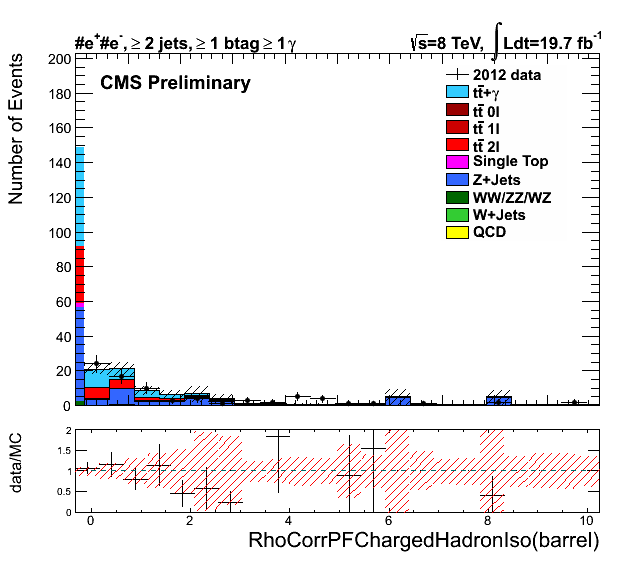 #e⁺#e⁻, ≥ 2 jets, ≥ 1 btag ≥ 1 γ √s=8 TeV, ∫ Ldt=19.7 fb⁻¹
CMS Preliminary
2012 data
tt̄+γ
tt̄ 0l
tt̄ 1l
tt̄ 2l
Single Top
Z+Jets
WW/ZZ/WZ
W+Jets
QCD
Number of Events
200
180
160
140
120
100
80
60
40
20
0
data/MC
2
1.5
1
0.5
0
0 2 4 6 8 10
RhoCorrPFChargedHadronIso(barrel)